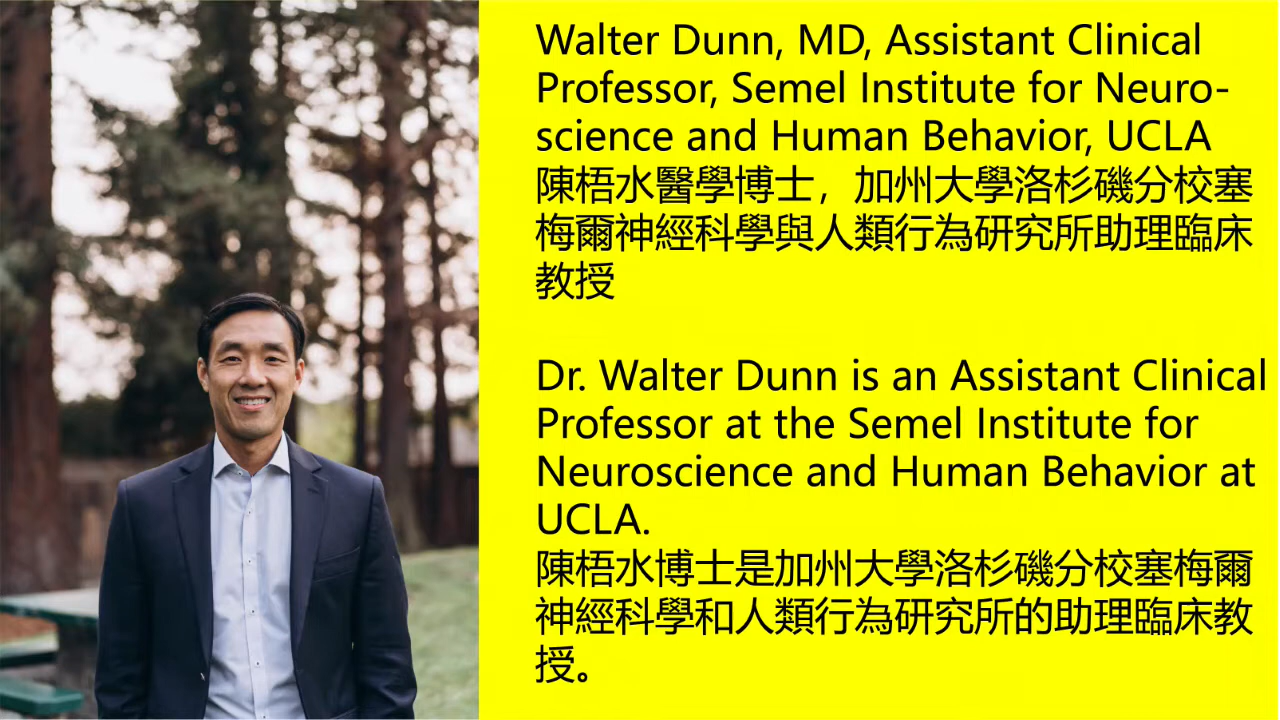 Walter Dunn, MD, Assistant Clinical
Professor, Semel Institute for Neuro-
science and Human Behavior, UCLA
陳梧水醫學博士，加州大學洛杉磯分校塞
梅爾神經科學與人類行為研究所助理臨床
教授
Dr. Walter Dunn is an Assistant Clinical
Professor at the Semel Institute for
Neuroscience and Human Behavior at
UCLA.
陳梧水博士是加州大學洛杉磯分校塞梅爾
神經科學和人類行為研究所的助理臨床教
授。